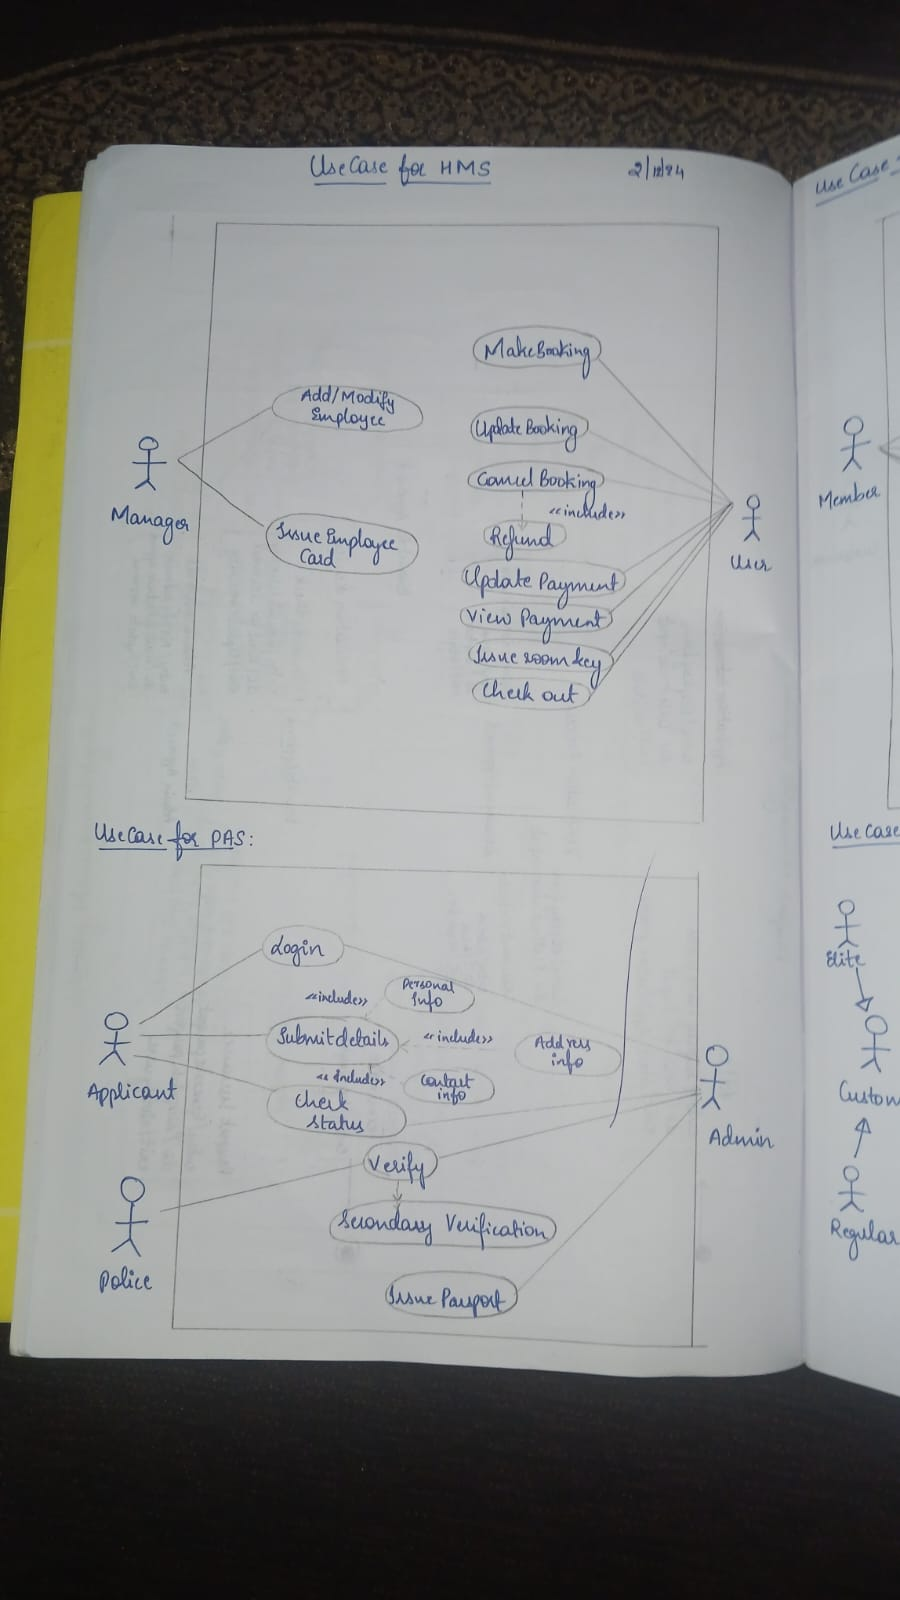 Use Case for HMS
2/12/24
Make Booking
Add/Modify
Employee
Update Booking
Cancel Booking
<<include>>
Manager
User
Issue Employee
Card
Refund
Update Payment
View Payment
Issue room key
Check out
Use Case for PAS:
Login
<<include>>
Personal
Info
Submit details
<<include>>
Address
info
<<include>>
Contact
info
Applicant
Check
Status
Admin
Verify
Secondary Verification
Police
Issue Passport
Use Case
Member
Use Case
Elite
Custom
Regular